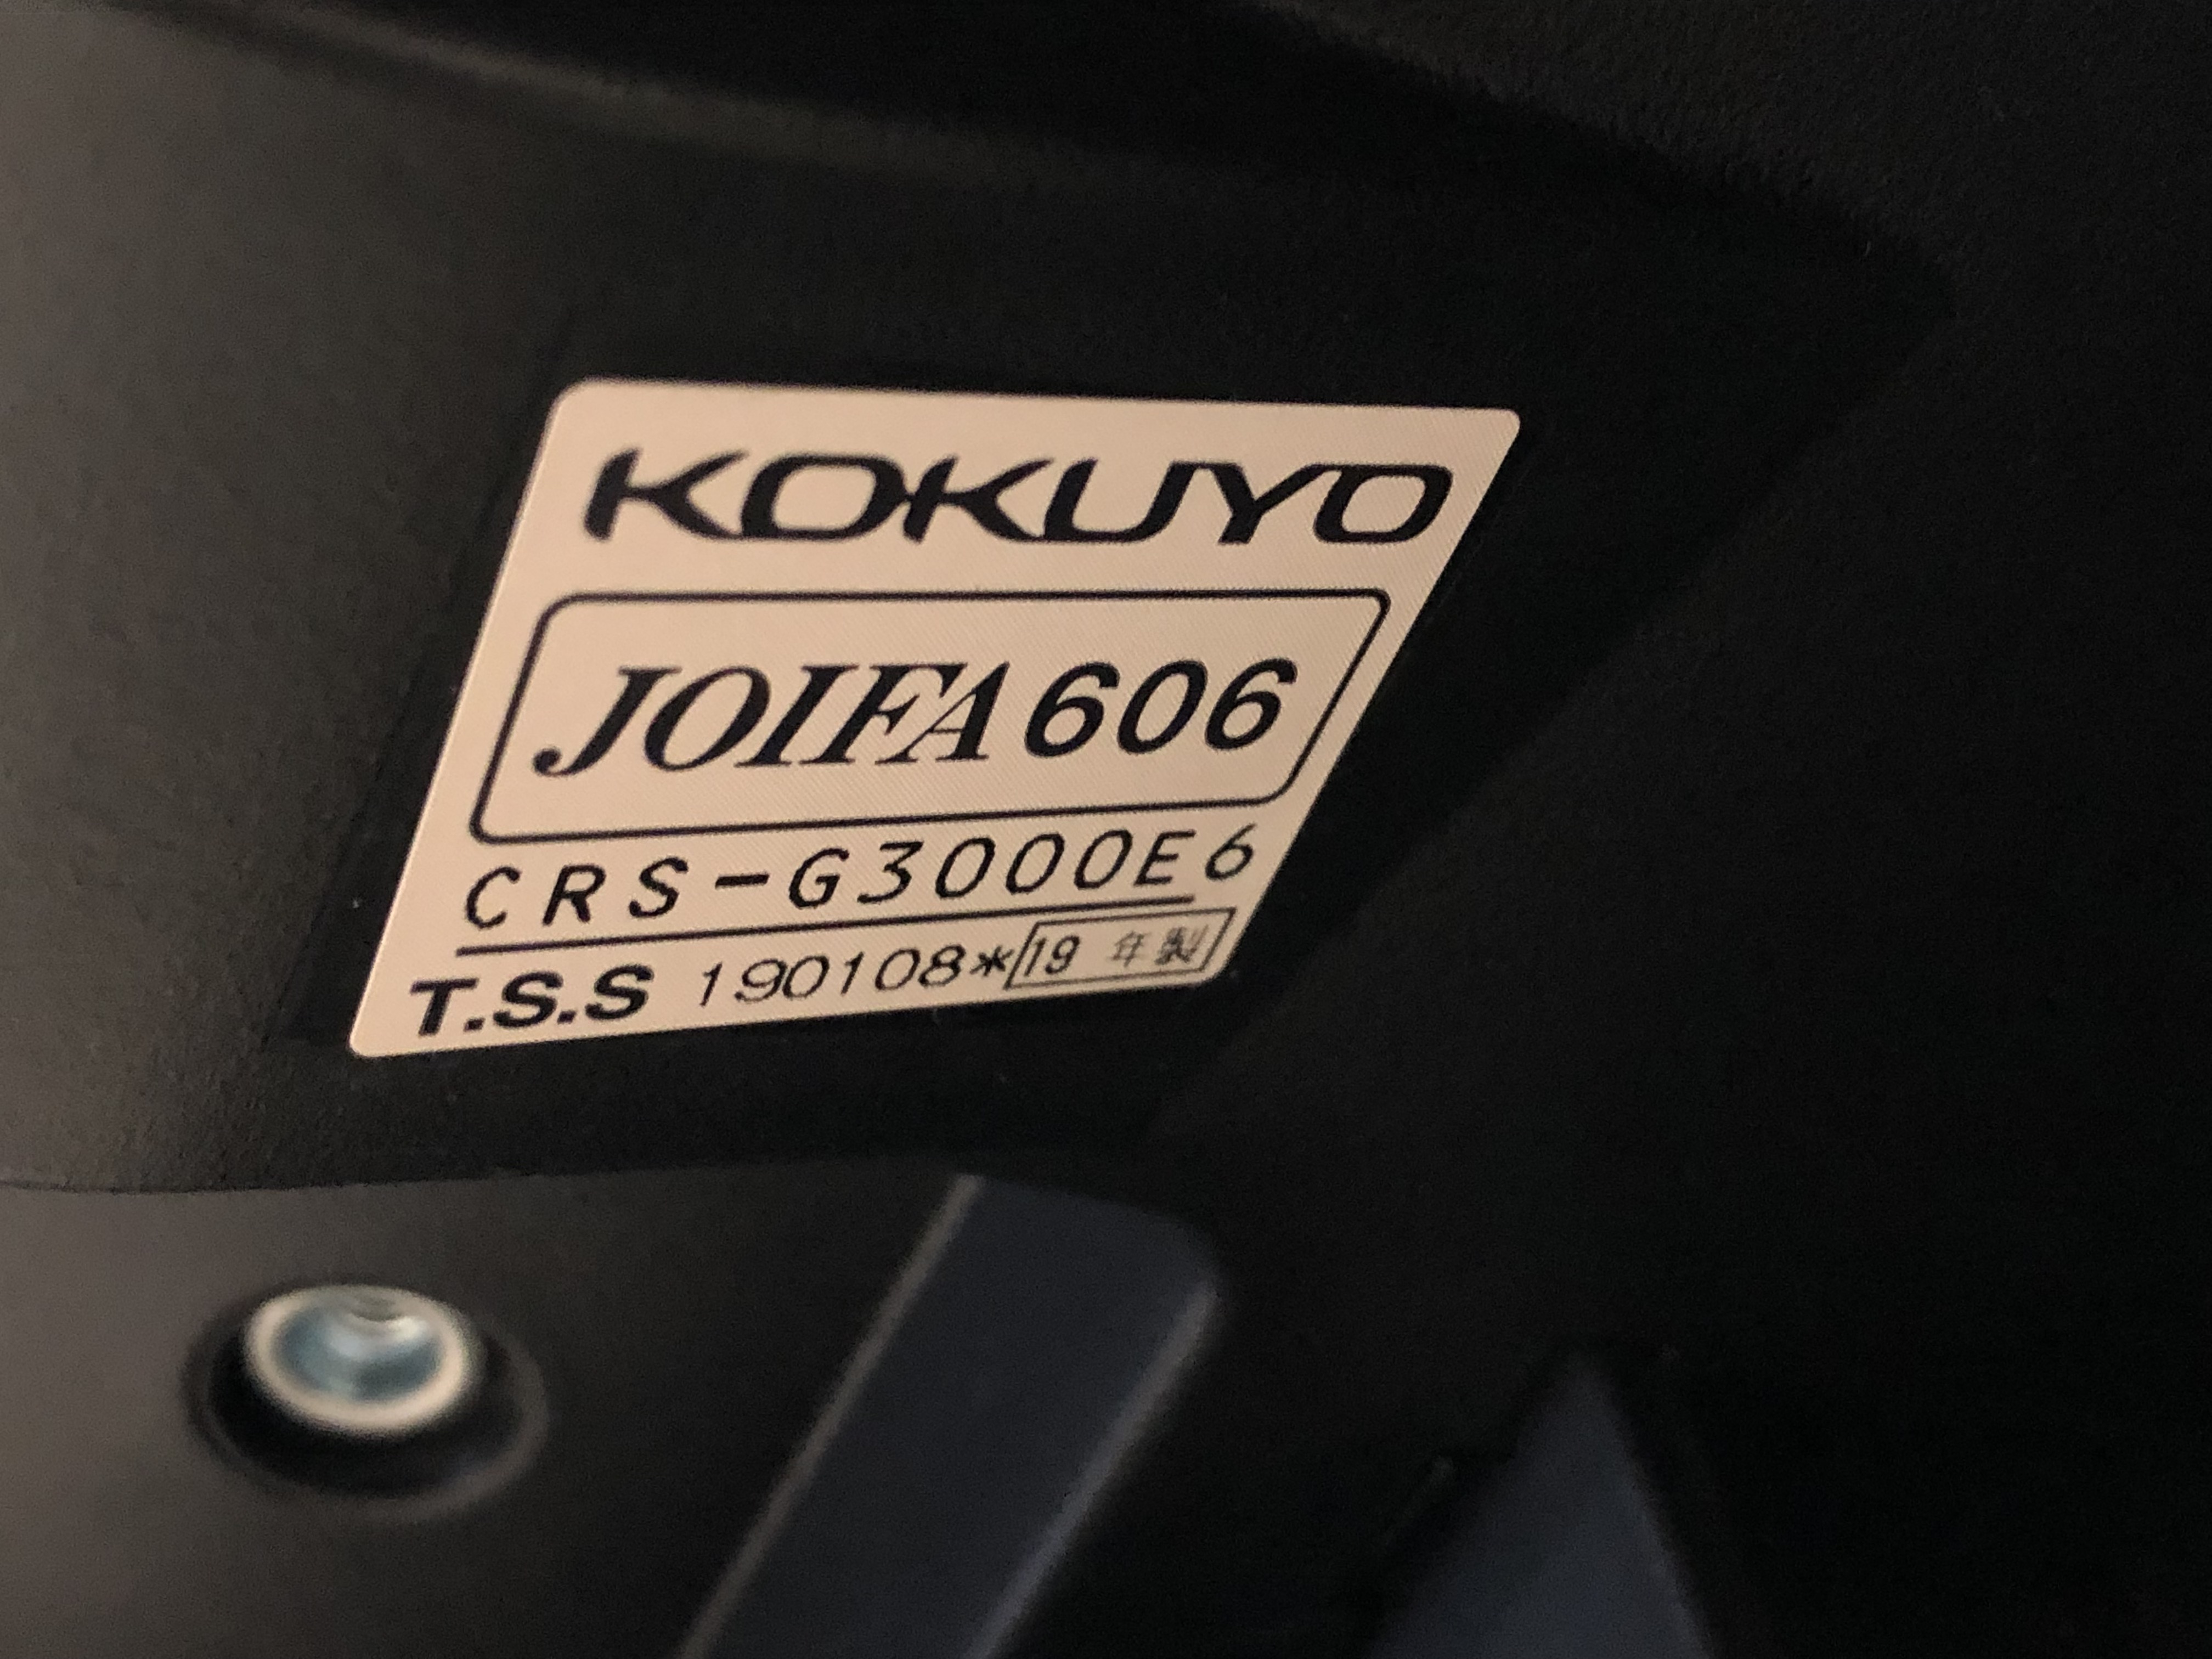 KOKUYO
JOIFA 606
CRS-G3000E6
T.S.S 190108* 19 年製